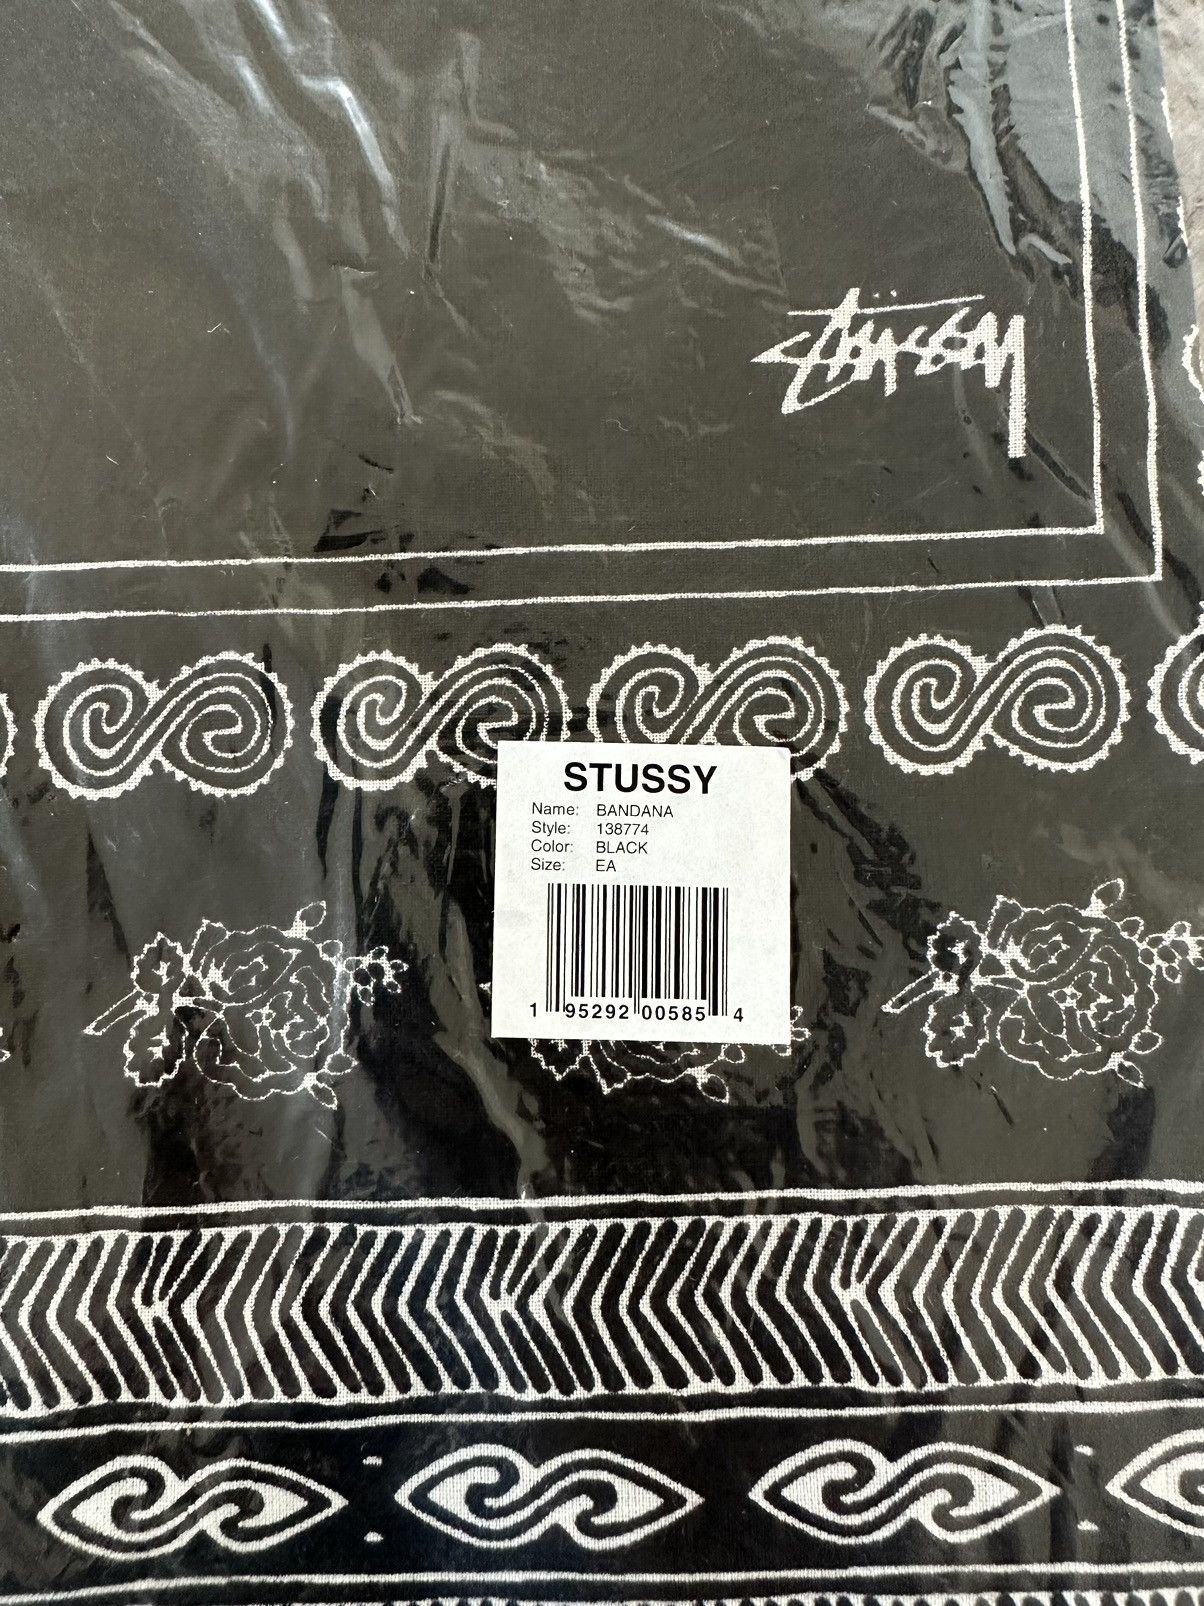 Stüssy
STUSSY
Name: BANDANA
Style: 138774
Color: BLACK
Size: EA
1 95292 00585 4